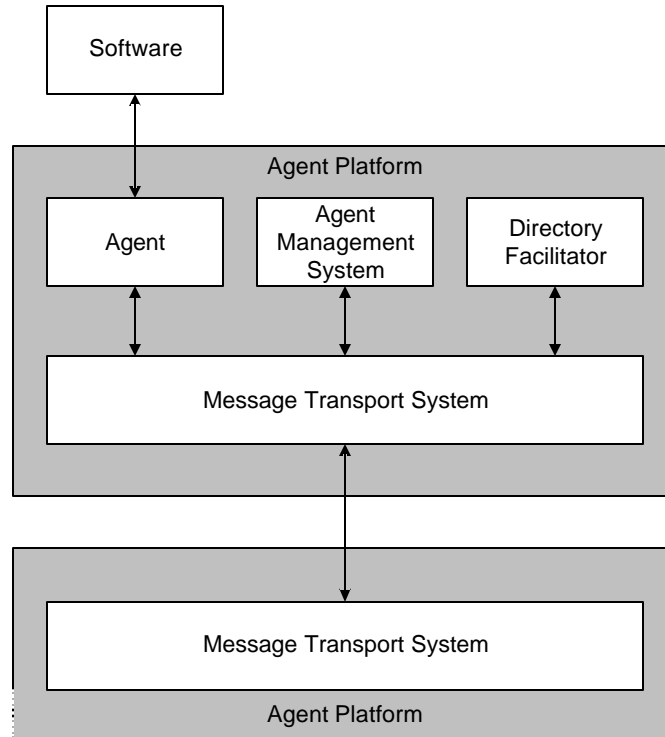 Software
Agent Platform
Agent
Agent
Management
System
Directory
Facilitator
Message Transport System
Message Transport System
Agent Platform